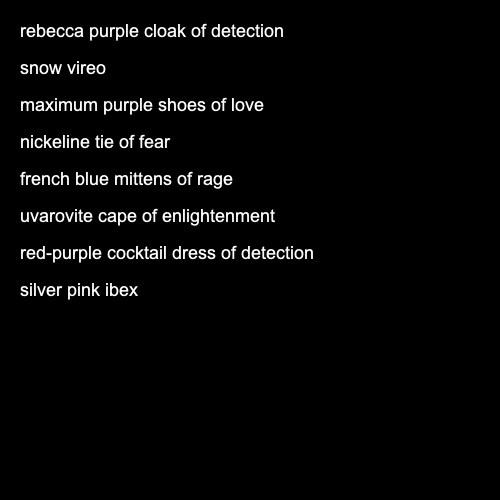 rebecca purple cloak of detection
snow vireo
maximum purple shoes of love
nickeline tie of fear
french blue mittens of rage
uvarovite cape of enlightenment
red-purple cocktail dress of detection
silver pink ibex